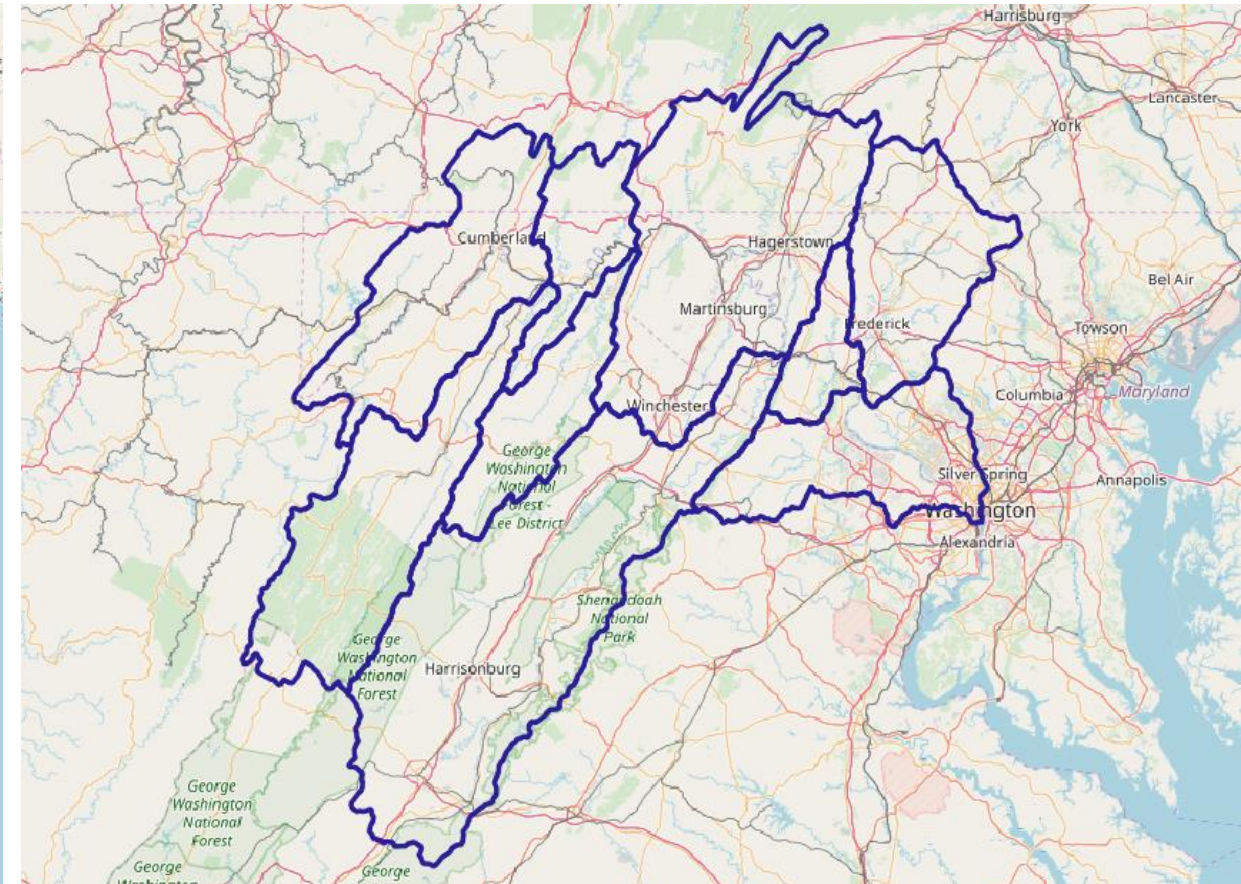 Harrisburg
Lancaster
York
Cumberland
Hagerstown
Bel Air
Martinsburg
Frederick
Towson
Columbia
Maryland
Winchester
George
Washington
National
Forest -
Lee District
Silver Spring
Annapolis
Washington
Alexandria
Shenandoah
National
Park
George
Washington
National
Forest
Harrisonburg
George
Washington
National
Forest
George
Washington
George